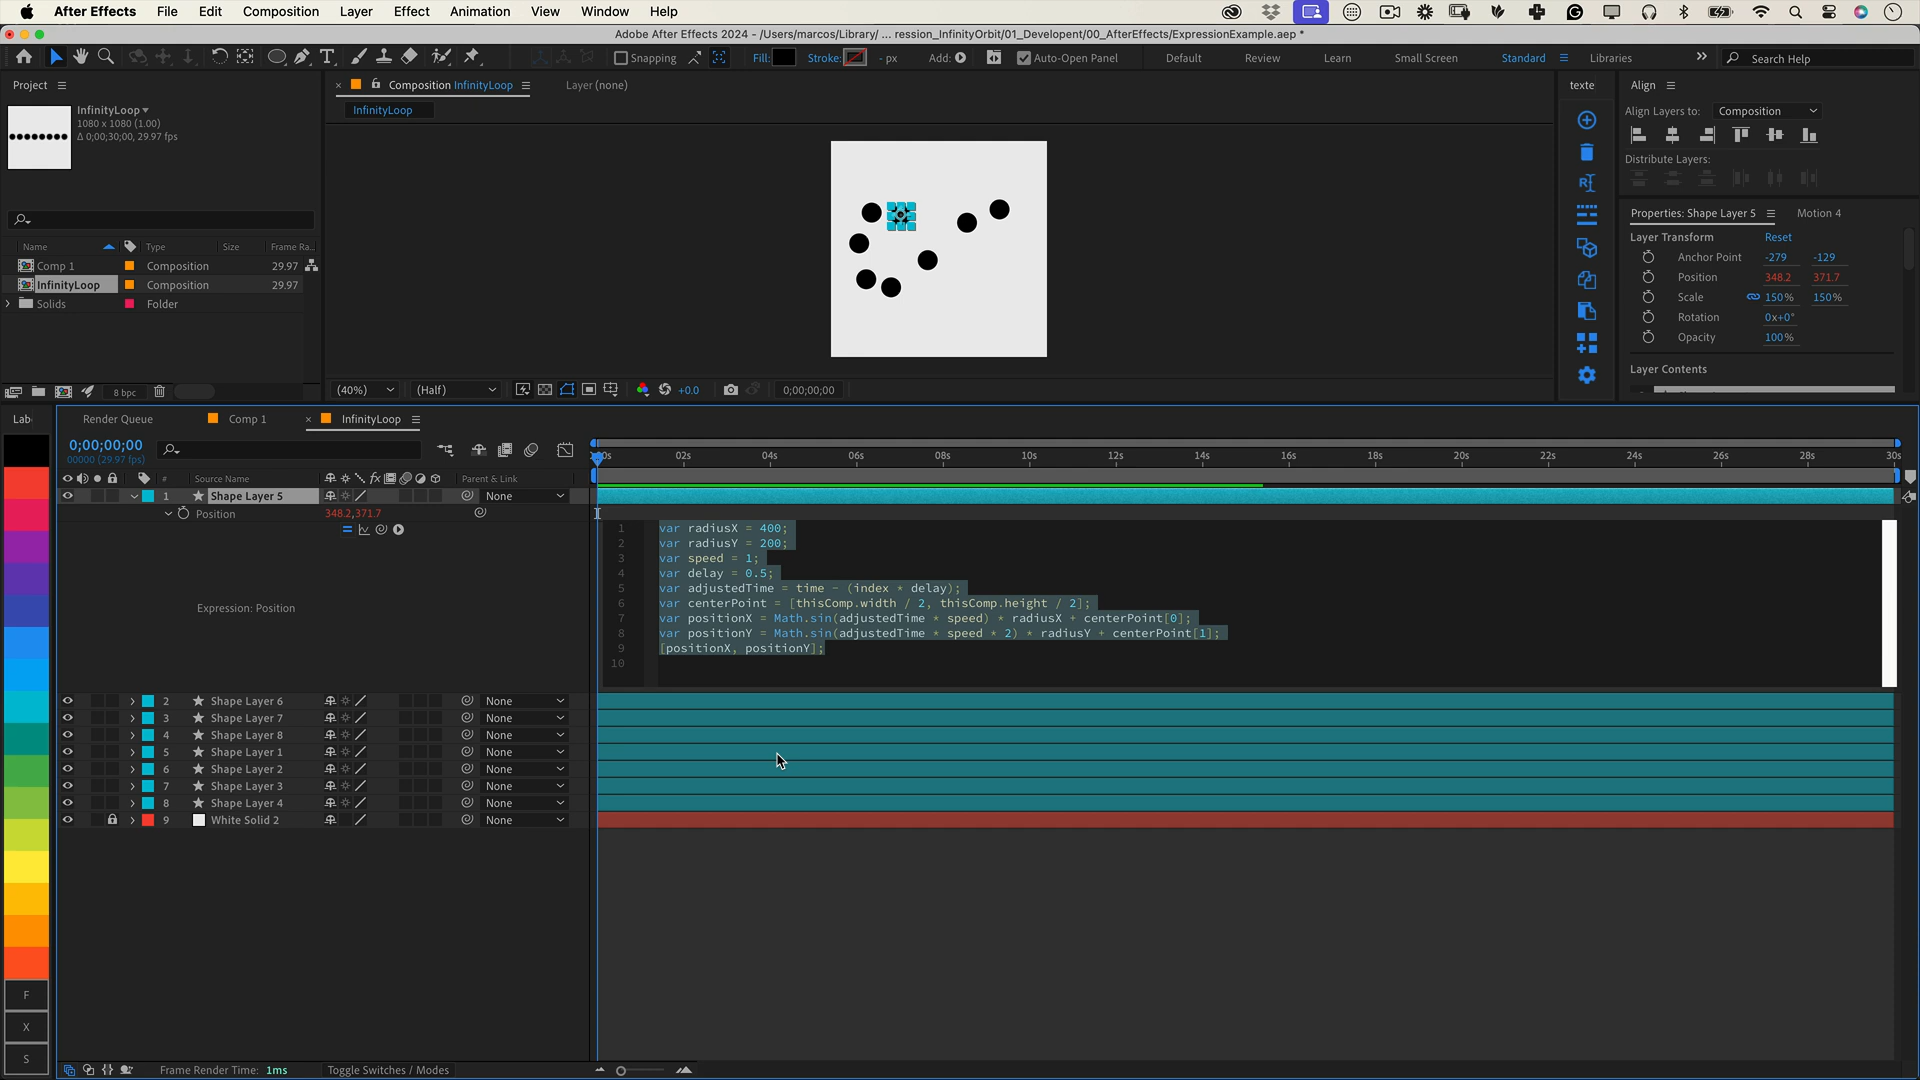 After Effects File Edit Composition Layer Effect Animation View Window Help
Adobe After Effects 2024 - /Users/marcos/Library/ ... ression_InfinityOrbit/01_Developent/00_AfterEffects/ExpressionExample.aep *
Snapping Fill: Stroke: - px Add: Auto-Open Panel Default Review Learn Small Screen Standard Libraries Search Help
Project
InfinityLoop
1080 x 1080 (1.00)
Δ 0;00;30;00, 29.97 fps
Name Type Size Frame Ra...
Comp 1 Composition 29.97
InfinityLoop Composition 29.97
Solids Folder
8 bpc
Composition InfinityLoop Layer (none)
InfinityLoop
(40%) (Half) +0.0 0;00;00;00
texte
Align
Align Layers to: Composition
Distribute Layers:
Properties: Shape Layer 5 Motion 4
Layer Transform Reset
Anchor Point -279 -129
Position 348.2 371.7
Scale 150% 150%
Rotation 0x+0°
Opacity 100%
Layer Contents
Lab
Render Queue Comp 1 InfinityLoop
0;00;00;00
00000 (29.97 fps)
02s 04s 06s 08s 10s 12s 14s 16s 18s 20s 22s 24s 26s 28s 30s
# Source Name fx Parent & Link
1 Shape Layer 5 None
Position 348.2,371.7
Expression: Position
1 var radiusX = 400;
2 var radiusY = 200;
3 var speed = 1;
4 var delay = 0.5;
5 var adjustedTime = time - (index * delay);
6 var centerPoint = [thisComp.width / 2, thisComp.height / 2];
7 var positionX = Math.sin(adjustedTime * speed) * radiusX + centerPoint[0];
8 var positionY = Math.sin(adjustedTime * speed * 2) * radiusY + centerPoint[1];
9 [positionX, positionY];
10
2 Shape Layer 6 None
3 Shape Layer 7 None
4 Shape Layer 8 None
5 Shape Layer 1 None
6 Shape Layer 2 None
7 Shape Layer 3 None
8 Shape Layer 4 None
9 White Solid 2 None
F
X
S
Frame Render Time: 1ms Toggle Switches / Modes